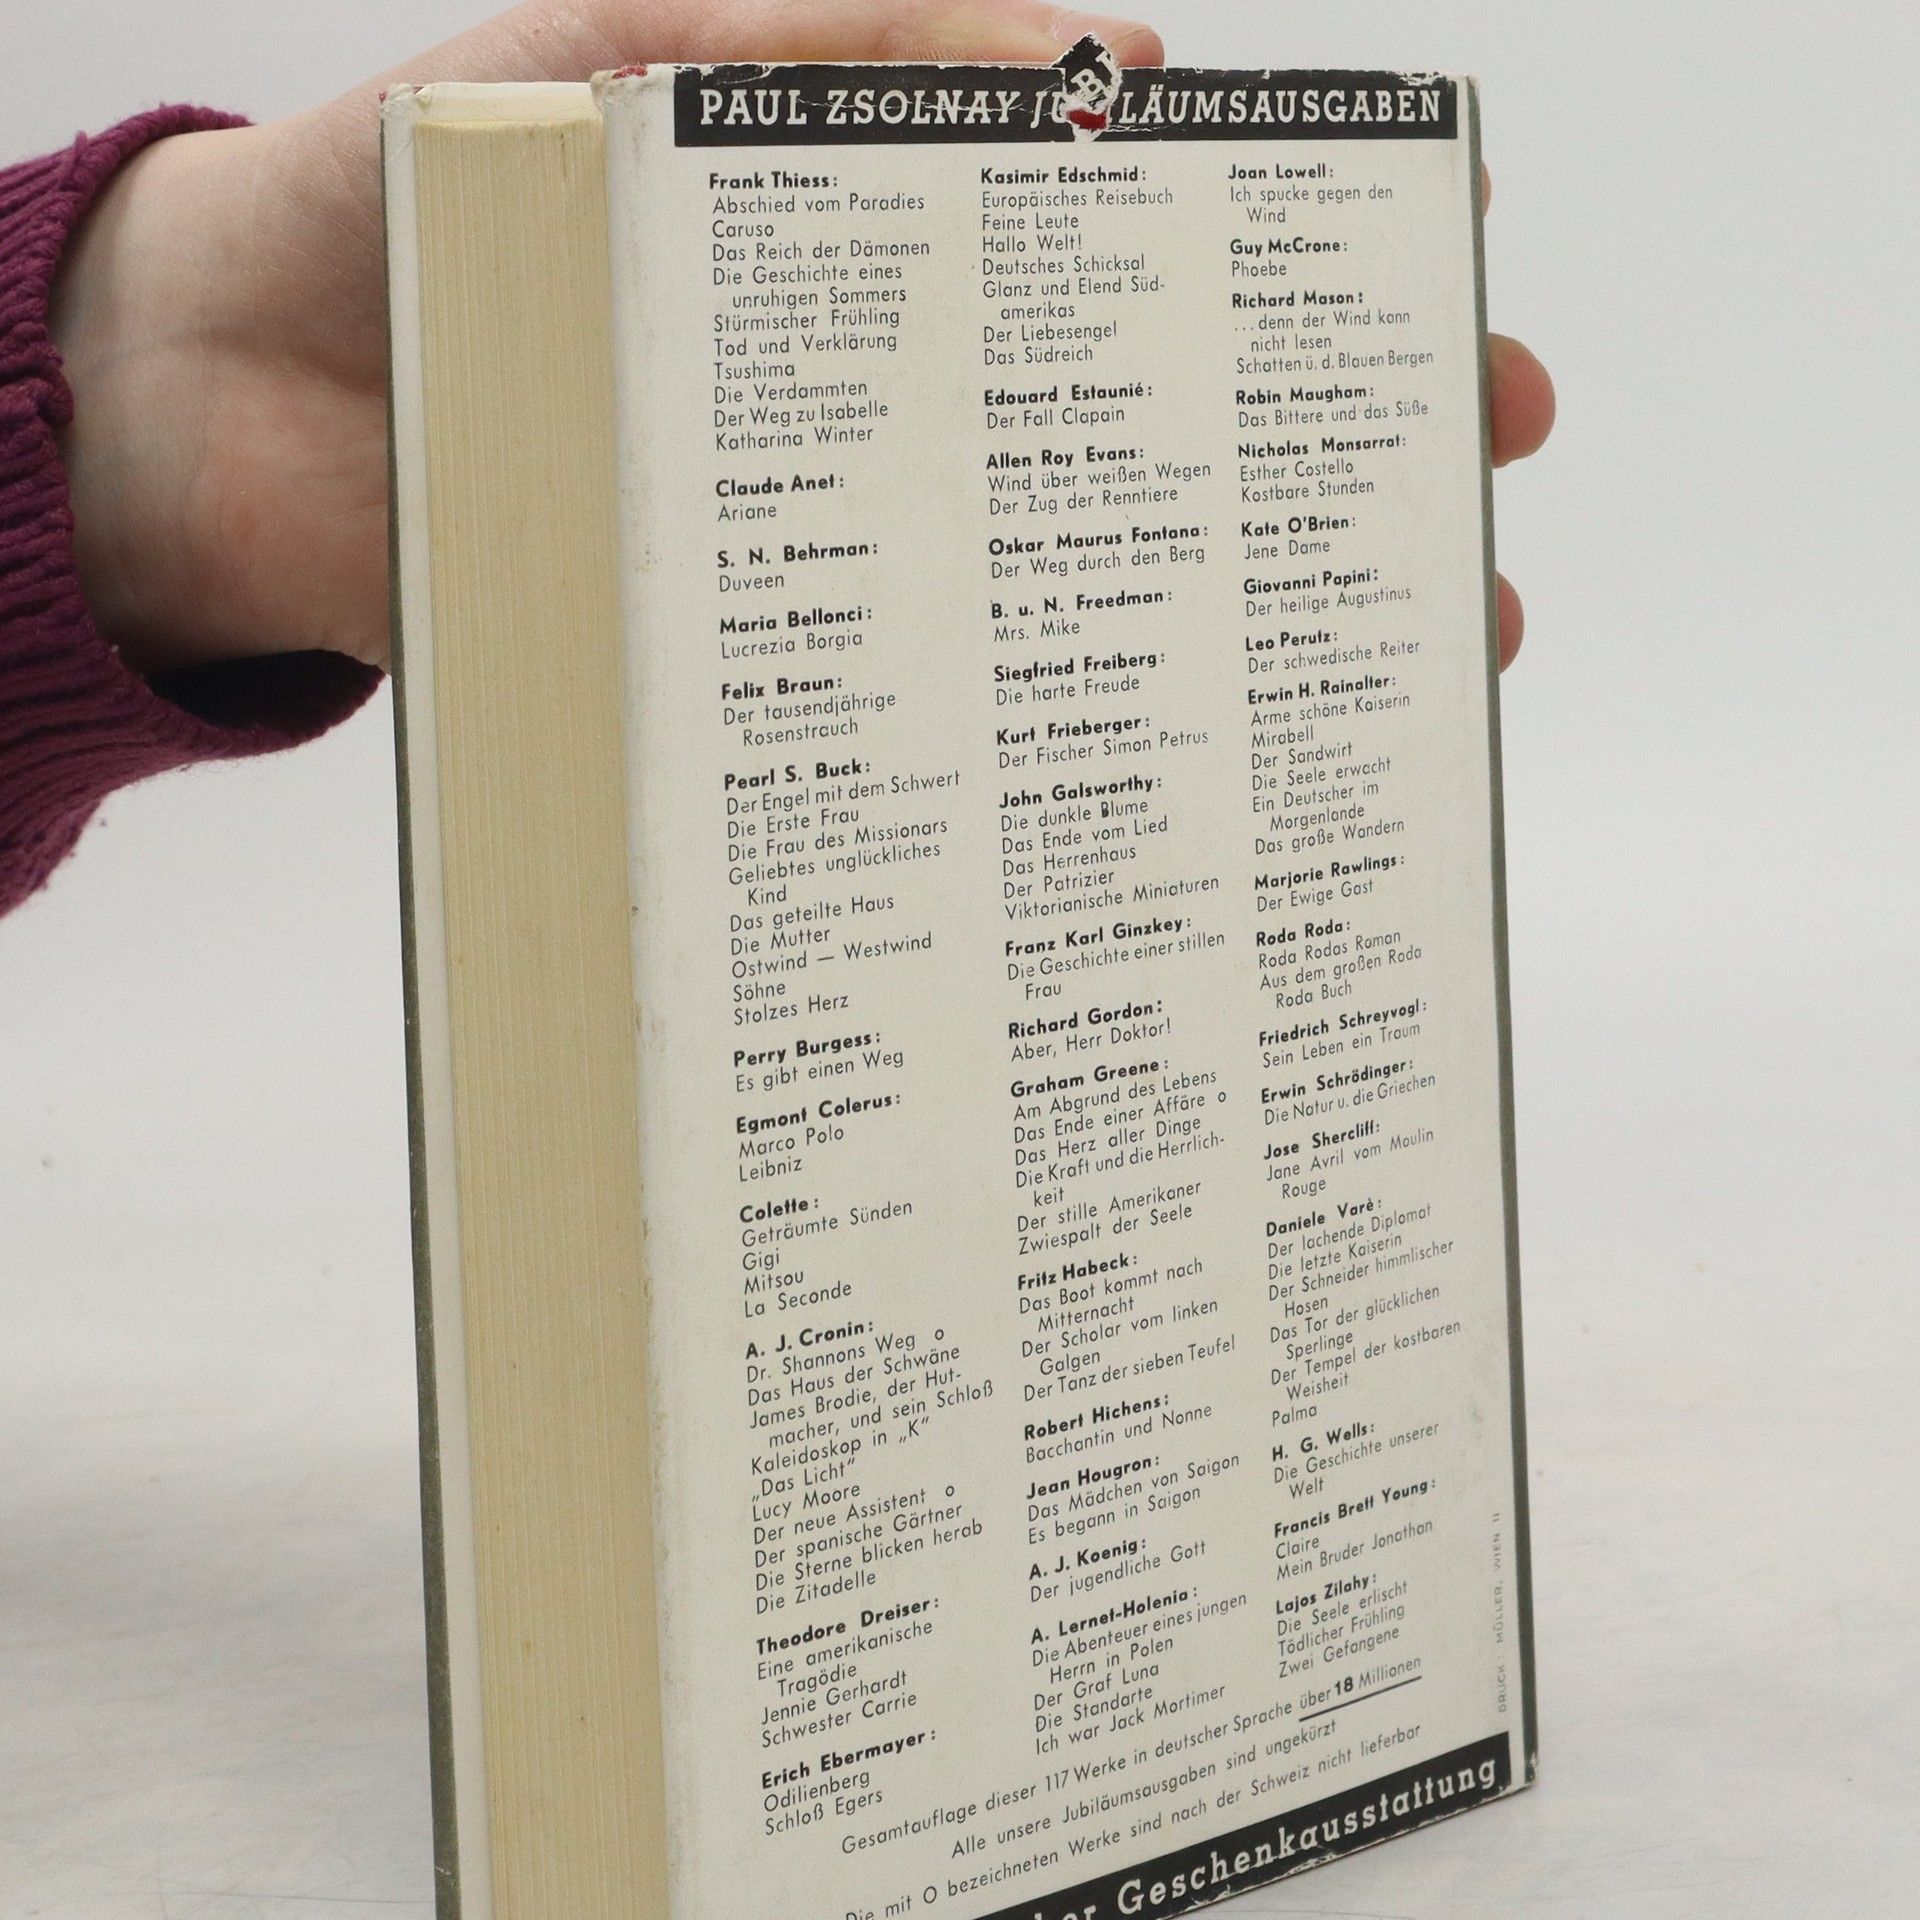 PAUL ZSOLNAY JUBILÄUMSAUSGABEN
Frank Thiess:
Abschied vom Paradies
Caruso
Das Reich der Dämonen
Die Geschichte eines
unruhigen Sommers
Stürmischer Frühling
Tod und Verklärung
Tsushima
Die Verdammten
Der Weg zu Isabelle
Katharina Winter
Claude Anet:
Ariane
S. N. Behrman:
Duveen
Maria Bellonci:
Lucrezia Borgia
Felix Braun:
Der tausendjährige
Rosenstrauch
Pearl S. Buck:
Der Engel mit dem Schwert
Die Erste Frau
Die Frau des Missionars
Geliebtes unglückliches
Kind
Das geteilte Haus
Die Mutter
Ostwind — Westwind
Söhne
Stolzes Herz
Perry Burgess:
Es gibt einen Weg
Egmont Colerus:
Marco Polo
Leibniz
Colette:
Geträumte Sünden
Gigi
Mitsou
La Seconde
A. J. Cronin:
Dr. Shannons Weg o
Das Haus der Schwäne
James Brodie, der Hut-
macher, und sein Schloß
Kaleidoskop in „K“
„Das Licht“
Lucy Moore
Der neue Assistent o
Der spanische Gärtner
Die Sterne blicken herab
Die Zitadelle
Theodore Dreiser:
Eine amerikanische
Tragödie
Jennie Gerhardt
Schwester Carrie
Erich Ebermayer:
Odilienberg
Schloß Egers
Kasimir Edschmid:
Europäisches Reisebuch
Feine Leute
Hallo Welt!
Deutsches Schicksal
Glanz und Elend Süd-
amerikas
Der Liebesengel
Das Südreich
Edouard Estaunié:
Der Fall Clapain
Allen Roy Evans:
Wind über weißen Wegen
Der Zug der Renntiere
Oskar Maurus Fontana:
Der Weg durch den Berg
B. u. N. Freedman:
Mrs. Mike
Siegfried Freiberg:
Die harte Freude
Kurt Frieberger:
Der Fischer Simon Petrus
John Galsworthy:
Die dunkle Blume
Das Ende vom Lied
Das Herrenhaus
Der Patrizier
Viktorianische Miniaturen
Franz Karl Ginzkey:
Die Geschichte einer stillen
Frau
Richard Gordon:
Aber, Herr Doktor!
Graham Greene:
Am Abgrund des Lebens
Das Ende einer Affäre o
Das Herz aller Dinge
Die Kraft und die Herrlich-
keit
Der stille Amerikaner
Zwiespalt der Seele
Fritz Habeck:
Das Boot kommt nach
Mitternacht
Der Scholar vom linken
Galgen
Der Tanz der sieben Teufel
Robert Hichens:
Bacchantin und Nonne
Jean Hougron:
Das Mädchen von Saigon
Es begann in Saigon
A. J. Koenig:
Der jugendliche Gott
A. Lernet-Holenia:
Die Abenteuer eines jungen
Herrn in Polen
Der Graf Luna
Die Standarte
Ich war Jack Mortimer
Joan Lowell:
Ich spucke gegen den
Wind
Guy McCrone:
Phoebe
Richard Mason:
...denn der Wind kann
nicht lesen
Schatten ü. d. Blauen Bergen
Robin Maugham:
Das Bittere und das Süße
Nicholas Monsarrat:
Esther Costello
Kostbare Stunden
Kate O'Brien:
Jene Dame
Giovanni Papini:
Der heilige Augustinus
Leo Perutz:
Der schwedische Reiter
Erwin H. Rainalter:
Arme schöne Kaiserin
Mirabell
Der Sandwirt
Die Seele erwacht
Ein Deutscher im
Morgenlande
Das große Wandern
Marjorie Rawlings:
Der Ewige Gast
Roda Roda:
Roda Rodas Roman
Aus dem großen Roda
Roda Buch
Friedrich Schreyvogl:
Sein Leben ein Traum
Erwin Schrödinger:
Die Natur u. die Griechen
Jose Shercliff:
Jane Avril vom Moulin
Rouge
Daniele Varè:
Der lachende Diplomat
Die letzte Kaiserin
Der Schneider himmlischer
Hosen
Das Tor der glücklichen
Sperlinge
Der Tempel der kostbaren
Weisheit
Palma
H. G. Wells:
Die Geschichte unserer
Welt
Francis Brett Young:
Claire
Mein Bruder Jonathan
Lajos Zilahy:
Die Seele erlischt
Tödlicher Frühling
Zwei Gefangene
Gesamtauflage dieser 117 Werke in deutscher Sprache über 18 Millionen
Alle unsere Jubiläumsausgaben sind ungekürzt
Die mit O bezeichneten Werke sind nach der Schweiz nicht lieferbar
Geschenkausstattung
DRUCK: MÜLLER, WIEN II